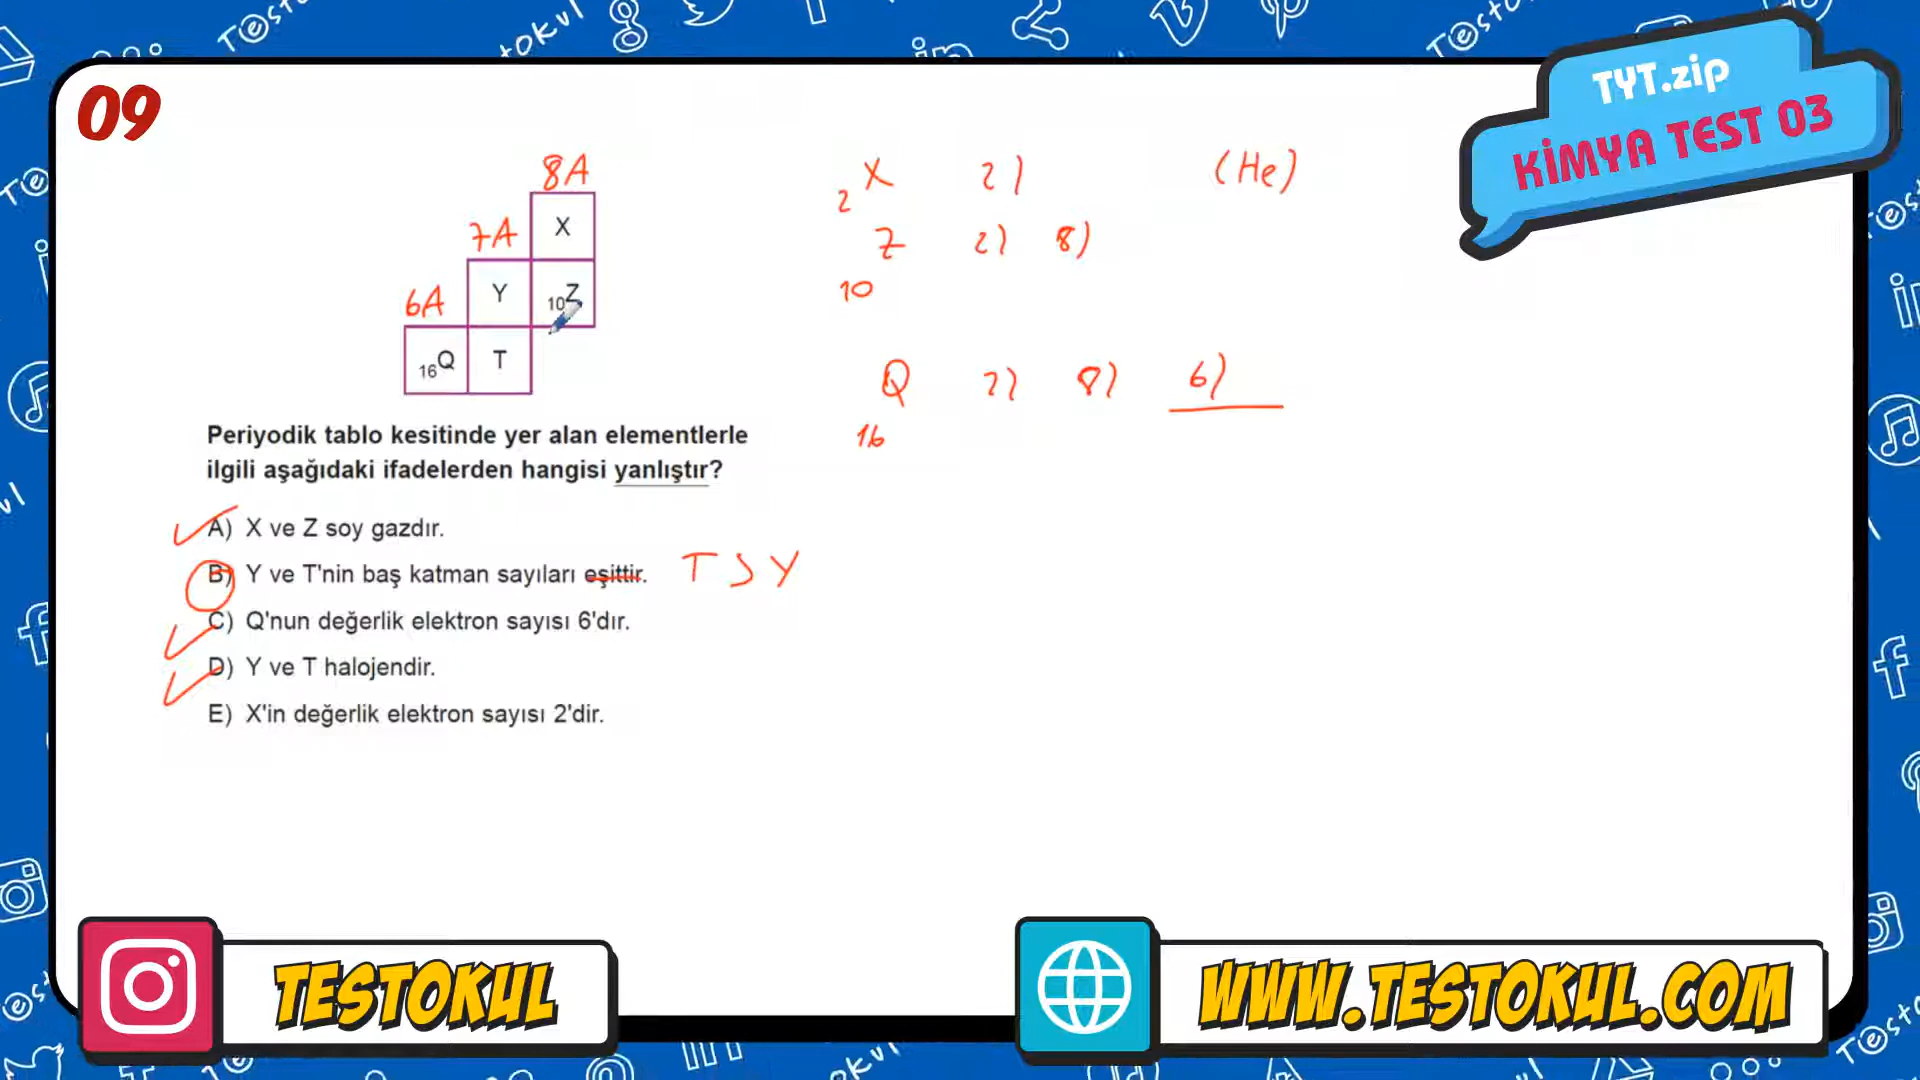 09
TYT.zip
KİMYA TEST 03
8A
7A
X
6A
Y
10Z
16Q
T
2X 2) (He)
10Z 2) 8)
16Q 2) 8) 6)
Periyodik tablo kesitinde yer alan elementlerle
ilgili aşağıdaki ifadelerden hangisi yanlıştır?
A) X ve Z soy gazdır.
B) Y ve T'nin baş katman sayıları eşittir. T > Y
C) Q'nun değerlik elektron sayısı 6'dır.
D) Y ve T halojendir.
E) X'in değerlik elektron sayısı 2'dir.
TESTOKUL
WWW.TESTOKUL.COM